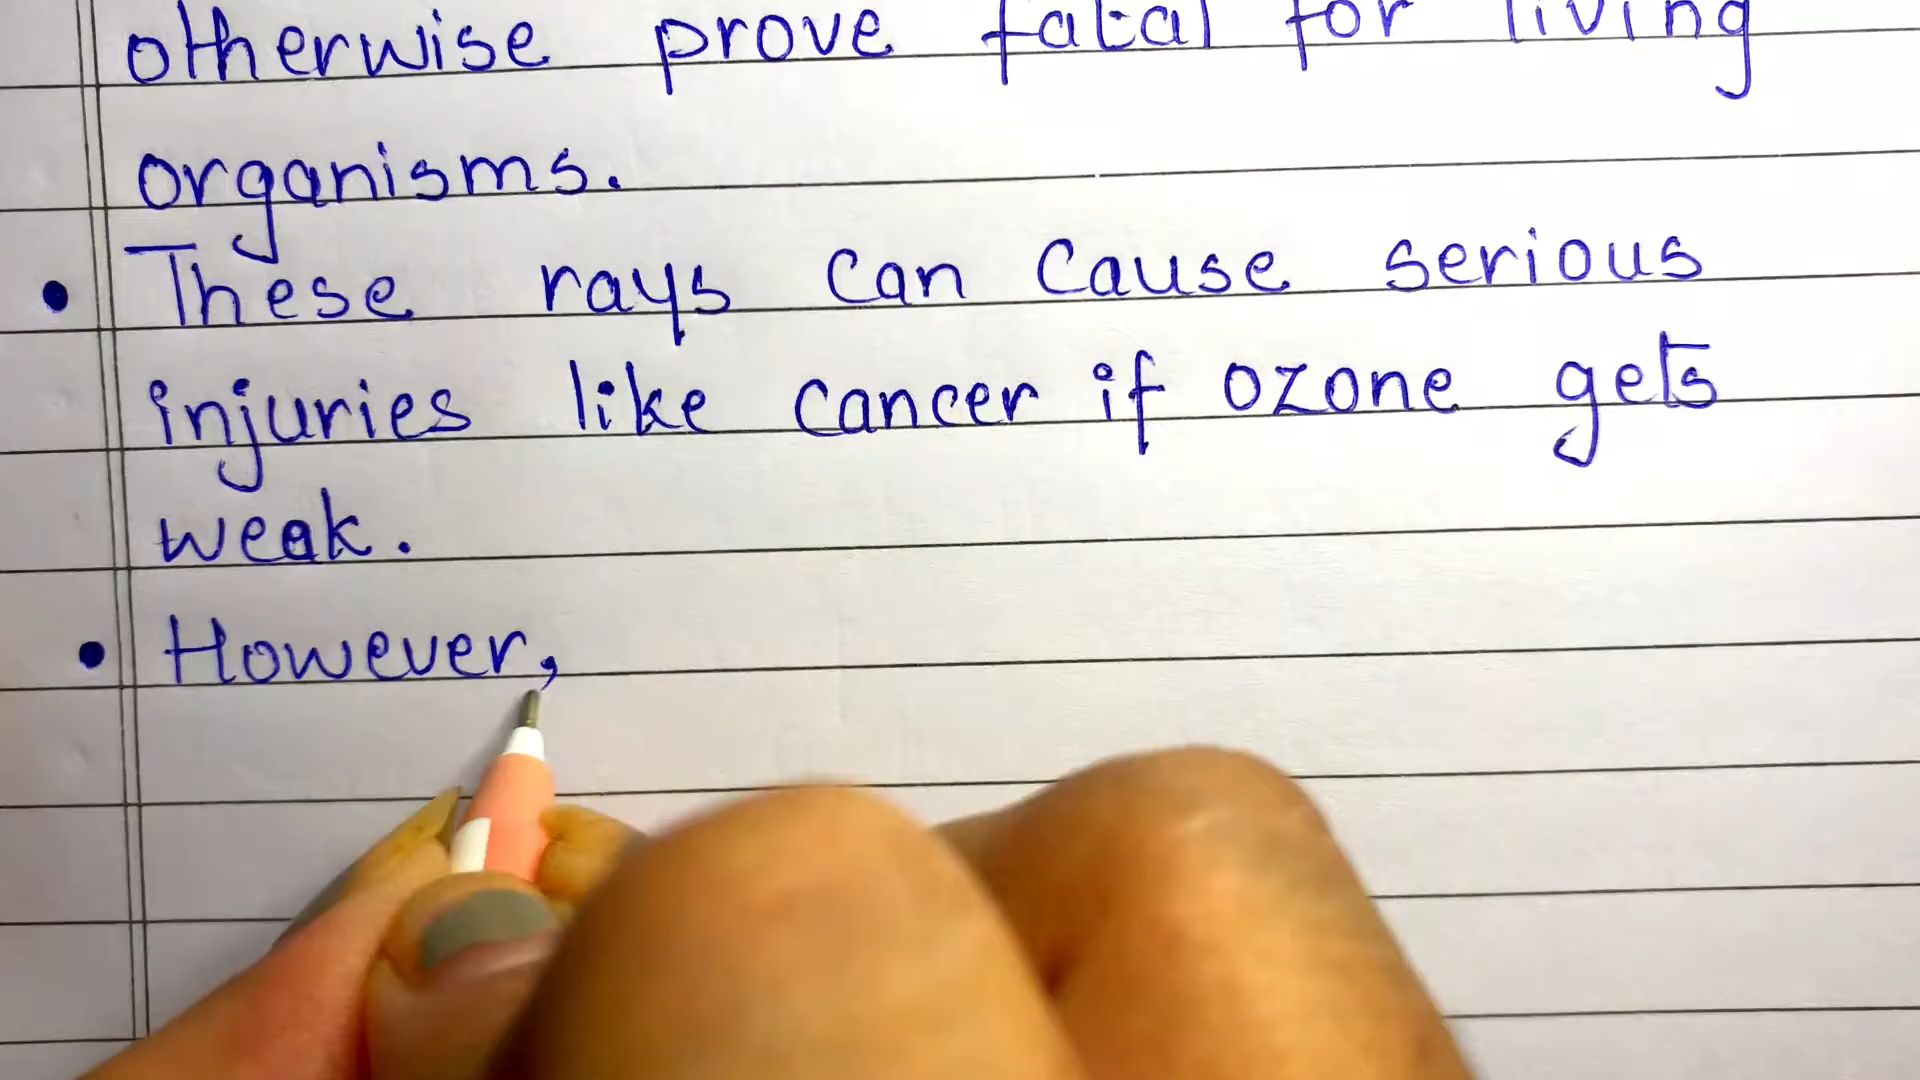 otherwise prove fatal for living
organisms.
• These rays can cause serious
injuries like cancer if ozone gets
weak.
• However,